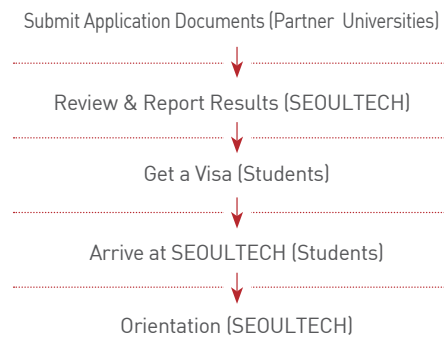 Submit Application Documents (Partner Universities)
Review & Report Results (SEOULTECH)
Get a Visa (Students)
Arrive at SEOULTECH (Students)
Orientation (SEOULTECH)